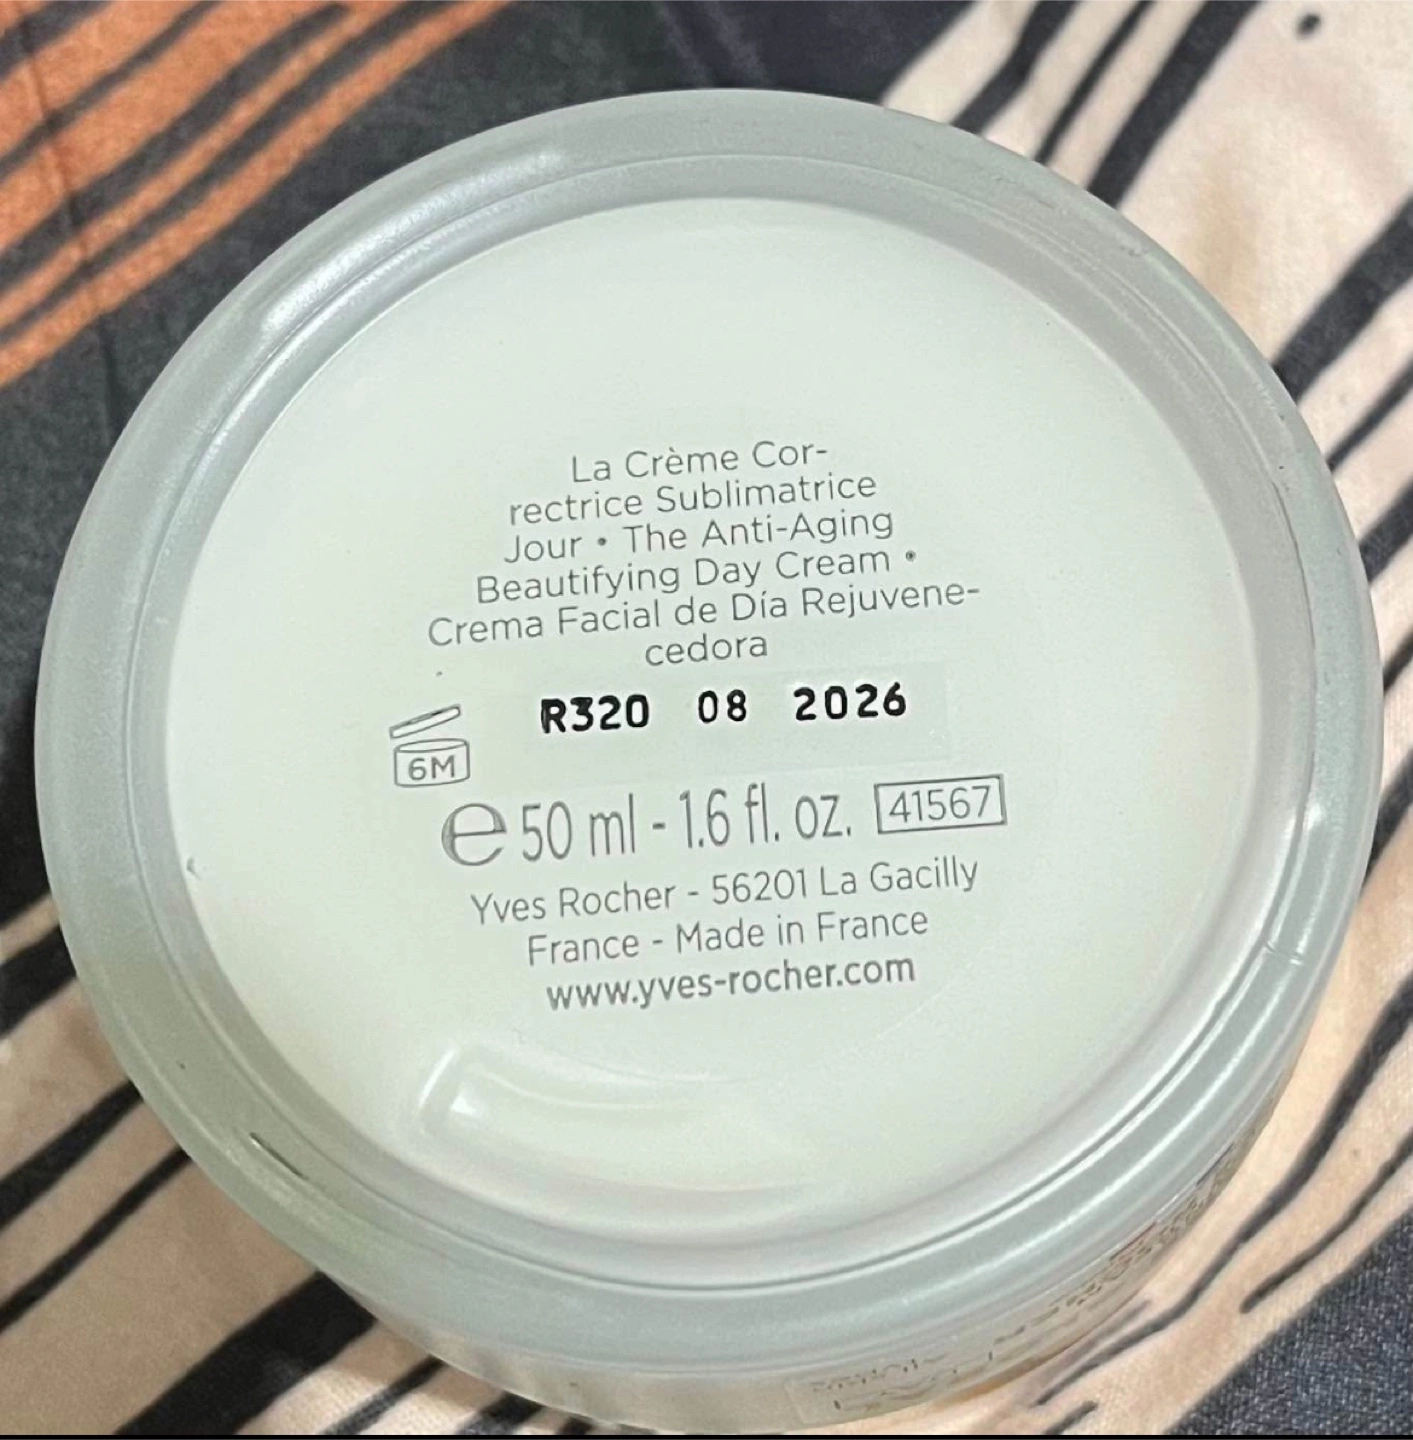 La Crème Cor-
rectrice Sublimatrice
Jour • The Anti-Aging
Beautifying Day Cream •
Crema Facial de Día Rejuvene-
cedora
R320 08 2026
6M
e 50 ml - 1.6 fl. oz. 41567
Yves Rocher - 56201 La Gacilly
France - Made in France
www.yves-rocher.com